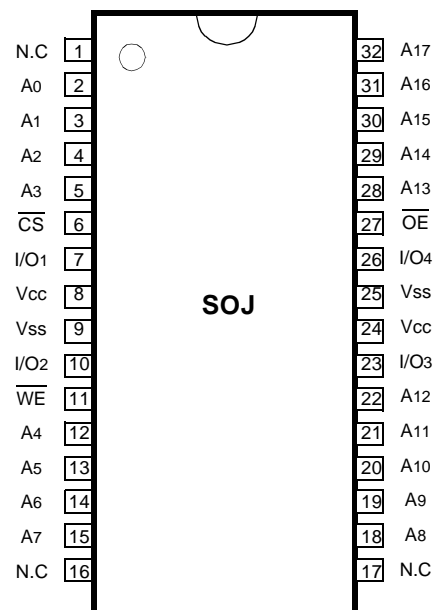 N.C 1 32 A17
A0 2 31 A16
A1 3 30 A15
A2 4 29 A14
A3 5 28 A13
C̅S̅ 6 27 O̅E̅
I/O1 7 26 I/O4
Vcc 8 25 Vss
SOJ
Vss 9 24 Vcc
I/O2 10 23 I/O3
W̅E̅ 11 22 A12
A4 12 21 A11
A5 13 20 A10
A6 14 19 A9
A7 15 18 A8
N.C 16 17 N.C